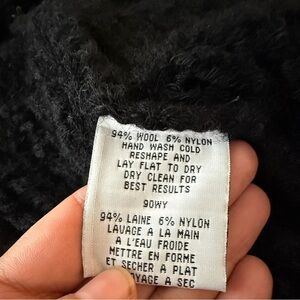 94% WOOL 6% NYLON
HAND WASH COLD
RESHAPE AND
LAY FLAT TO DRY
DRY CLEAN FOR
BEST RESULTS
90WY
94% LAINE 6% NYLON
LAVAGE A LA MAIN
A L'EAU FROIDE
METTRE EN FORME
ET SECHER A PLAT
A SEC